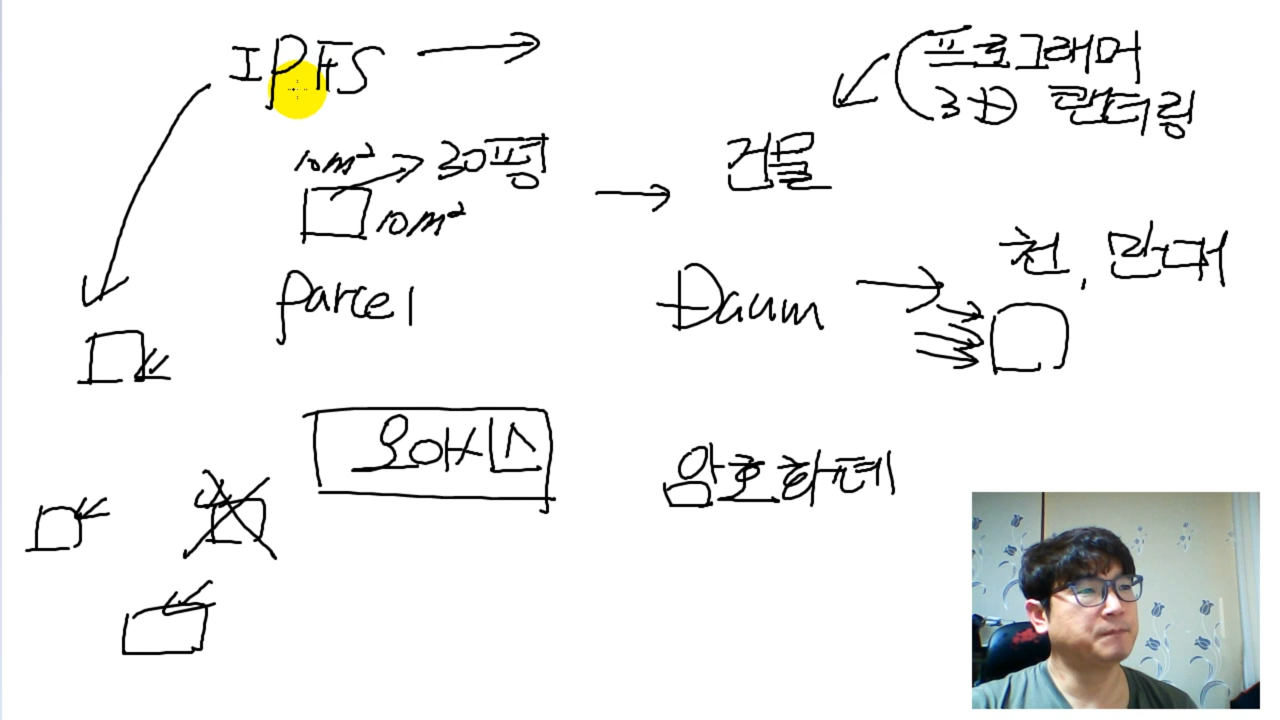 IPFS
프로그래머
3D 랜더링
10m² 30평
10m²
건물
Parcel
Daum
천, 만대
오아시스
암호화폐